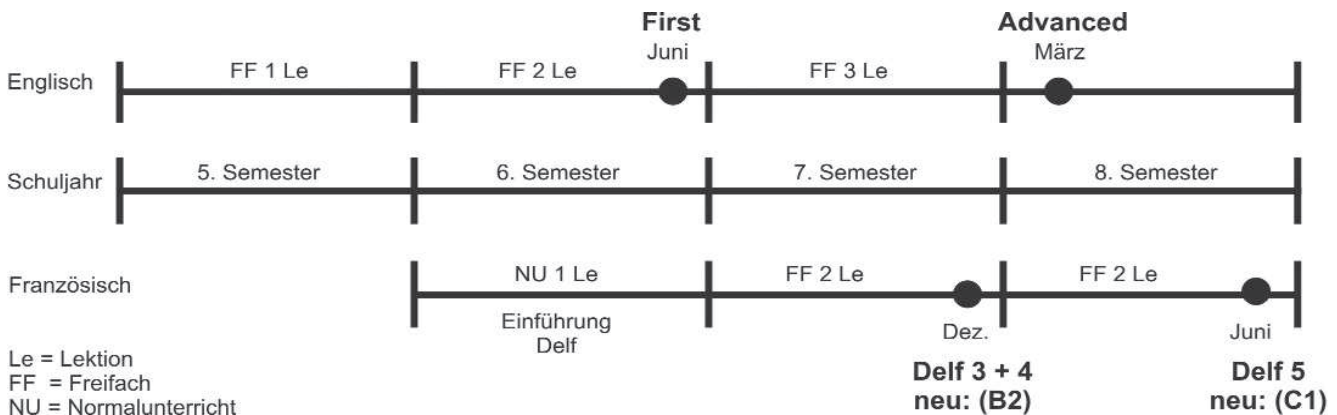 First
Advanced
Juni
März
Englisch
FF 1 Le
FF 2 Le
FF 3 Le
Schuljahr
5. Semester
6. Semester
7. Semester
8. Semester
Französisch
NU 1 Le
FF 2 Le
FF 2 Le
Einführung
Delf
Dez.
Juni
Delf 3 + 4
neu: (B2)
Delf 5
neu: (C1)
Le = Lektion
FF = Freifach
NU = Normalunterricht